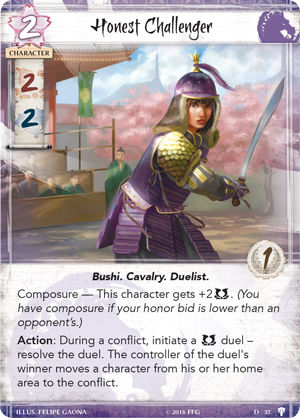 2
Honest Challenger
CHARACTER
2
2
1
Bushi. Cavalry. Duelist.
Composure — This character gets +2 . (You
have composure if your honor bid is lower than an
opponent's.)
Action: During a conflict, initiate a duel –
resolve the duel. The controller of the duel's
winner moves a character from his or her home
area to the conflict.
ILLUS. FELIPE GAONA
© 2018 FFG
37